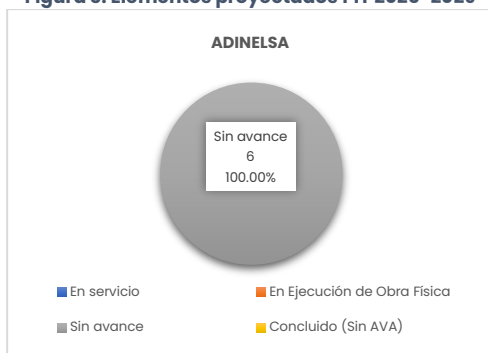 ADINELSA
Sin avance
6
100.00%
En servicio
En Ejecución de Obra Física
Sin avance
Concluido (Sin AVA)